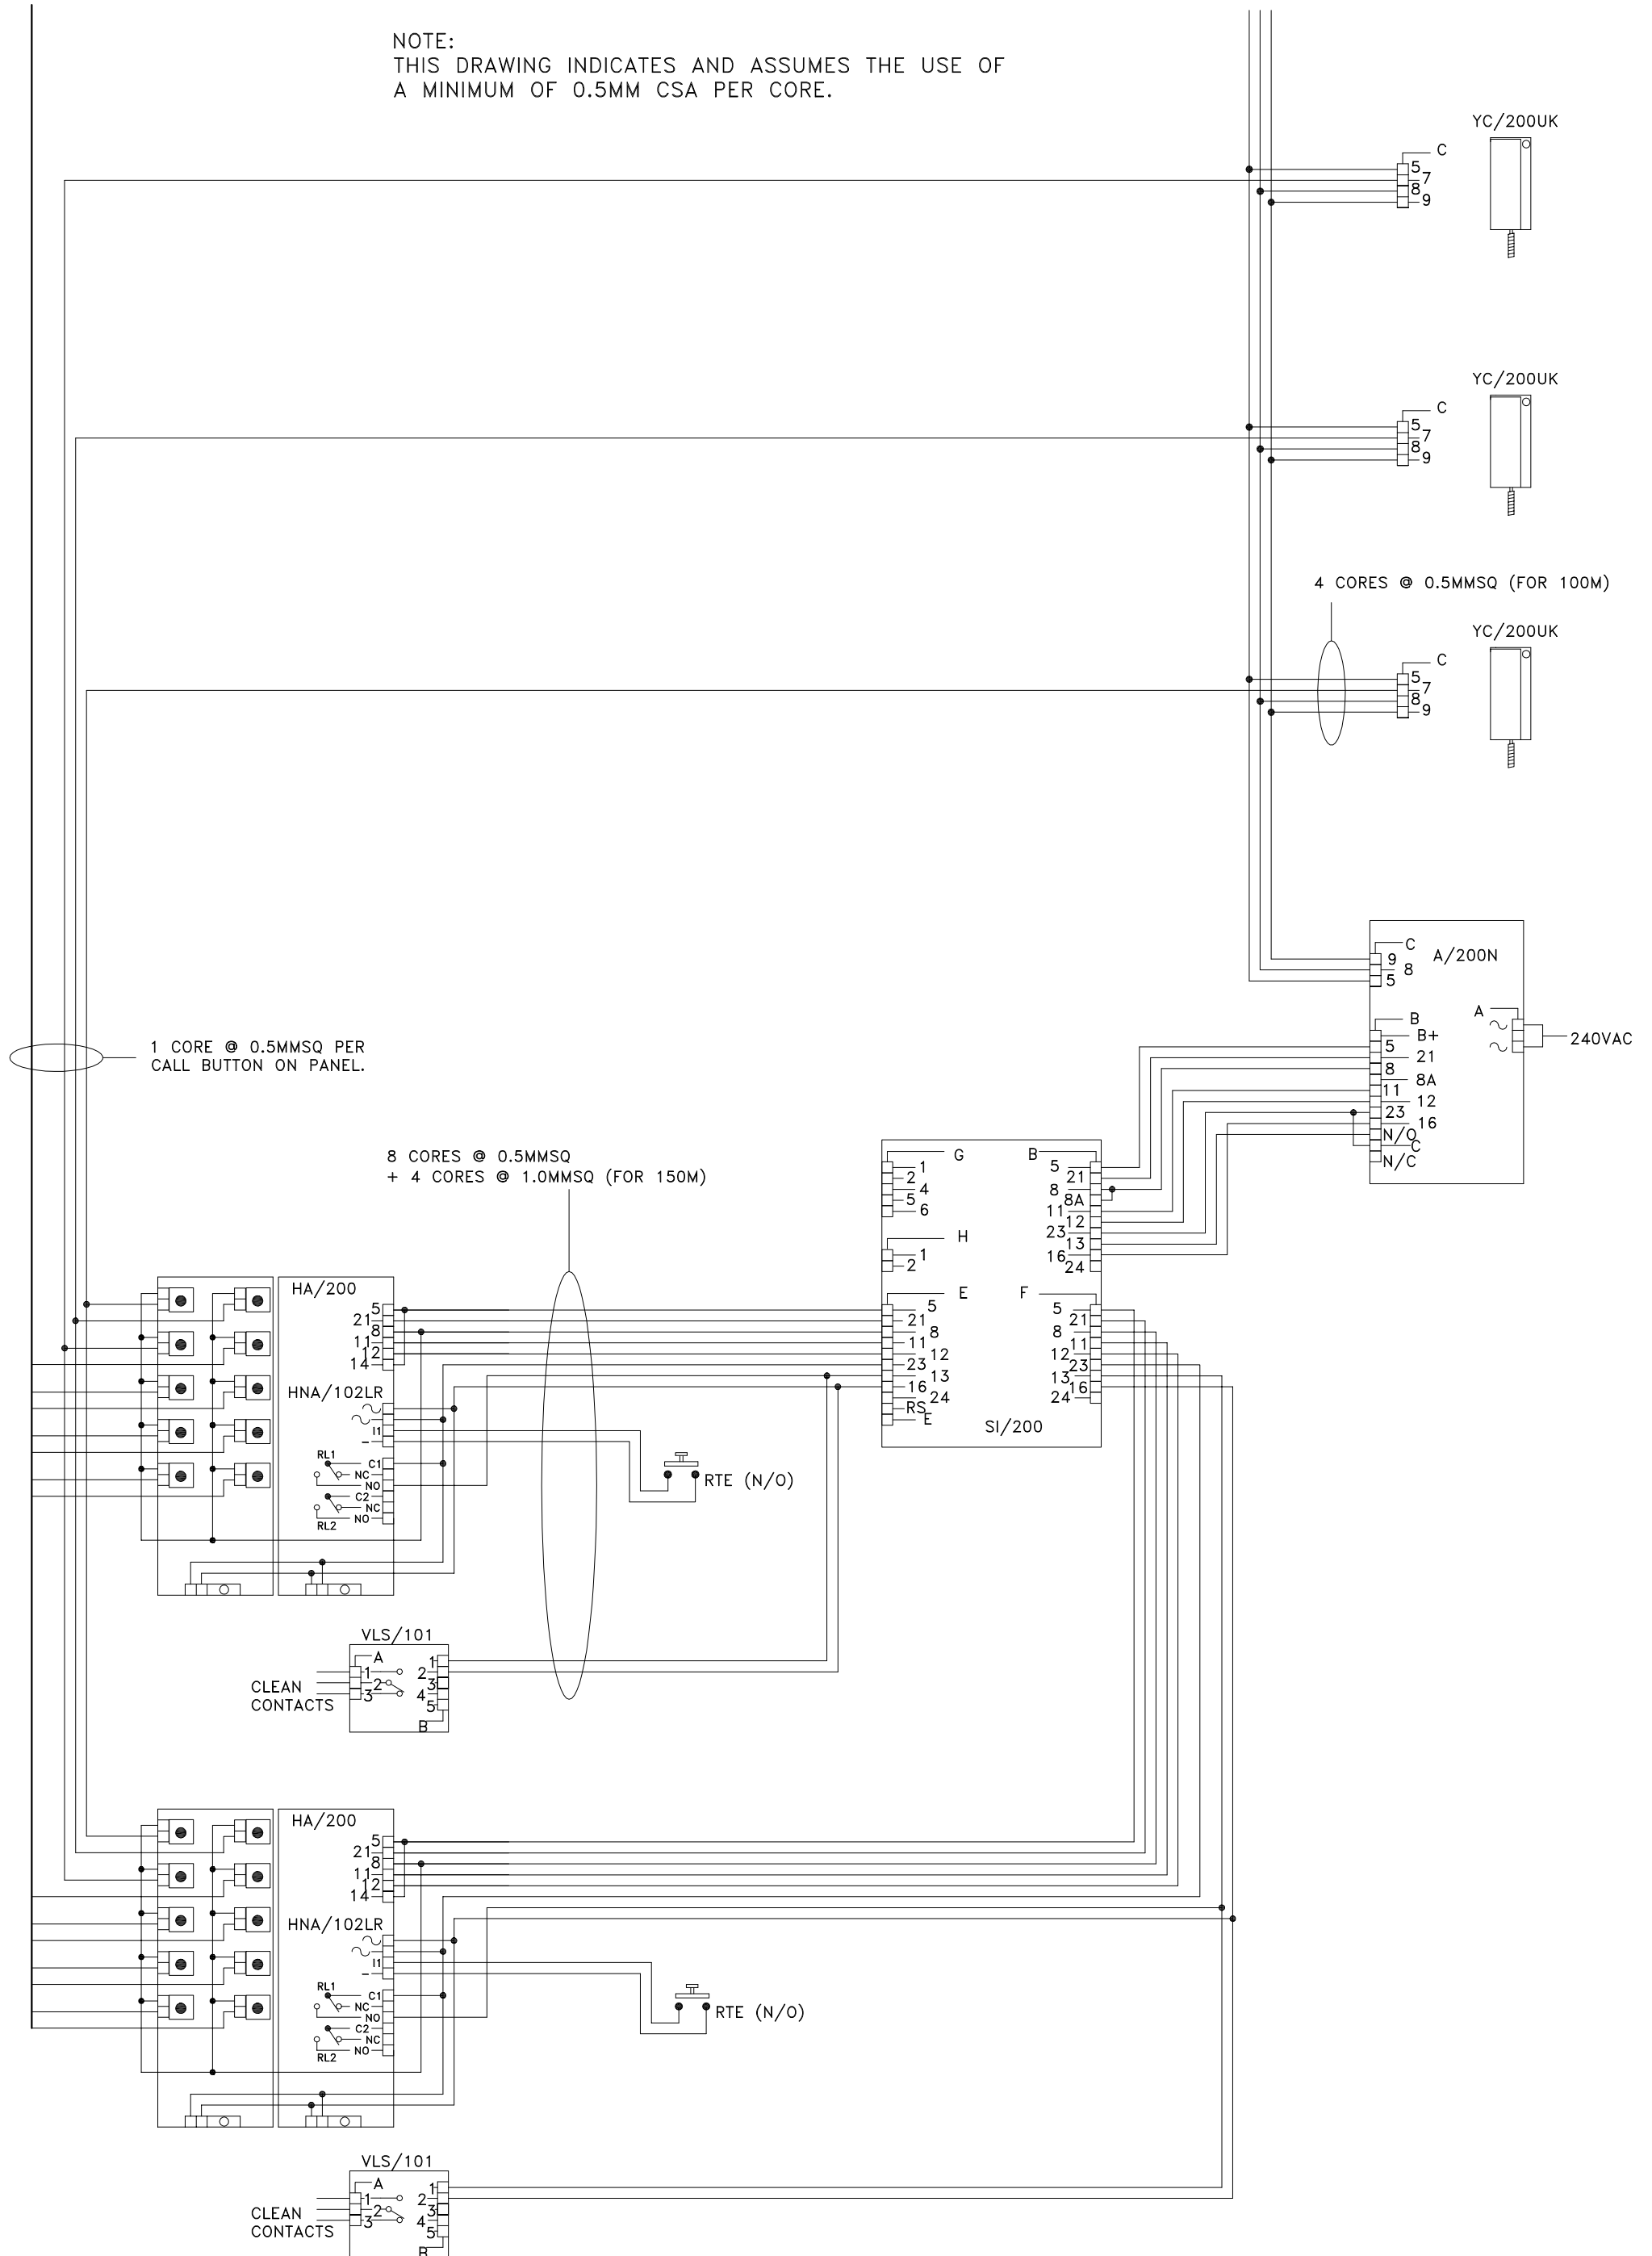 NOTE:
THIS DRAWING INDICATES AND ASSUMES THE USE OF
A MINIMUM OF 0.5MM CSA PER CORE.
YC/200UK
C
5
7
8
9
YC/200UK
C
5
7
8
9
4 CORES @ 0.5MMSQ (FOR 100M)
YC/200UK
C
5
7
8
9
A/200N
C
9
8
5
B
B+
5
21
8
8A
11
12
23
16
N/O
C
N/C
A
240VAC
1 CORE @ 0.5MMSQ PER
CALL BUTTON ON PANEL.
8 CORES @ 0.5MMSQ
+ 4 CORES @ 1.0MMSQ (FOR 150M)
G
1
2
4
5
6
H
1
2
E
5
21
8
11
12
23
13
16
24
RS
E
B
5
21
8
8A
11
12
23
13
16
24
F
5
21
8
11
12
23
13
16
24
SI/200
HA/200
5
21
8
11
12
14
HNA/102LR
I1
–
RL1
C1
NC
NO
C2
NC
NO
RL2
RTE (N/O)
VLS/101
A
1
2
3
1
2
3
4
5
B
CLEAN
CONTACTS
HA/200
5
21
8
11
12
14
HNA/102LR
I1
–
RL1
C1
NC
NO
C2
NC
NO
RL2
RTE (N/O)
VLS/101
A
1
2
3
1
2
3
4
5
B
CLEAN
CONTACTS